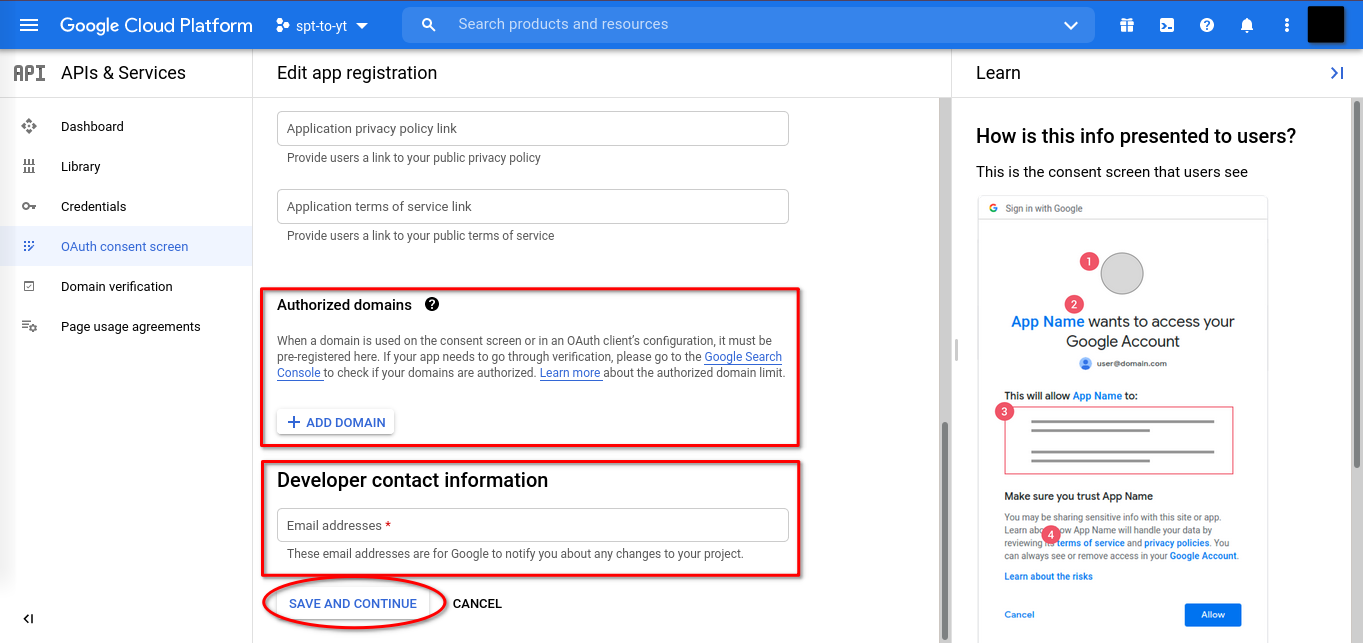 Google Cloud Platform
spt-to-yt
Search products and resources
API
APIs & Services
Edit app registration
Learn
Dashboard
Library
Credentials
OAuth consent screen
Domain verification
Page usage agreements
Application privacy policy link
Provide users a link to your public privacy policy
Application terms of service link
Provide users a link to your public terms of service
Authorized domains
When a domain is used on the consent screen or in an OAuth client's configuration, it must be
pre-registered here. If your app needs to go through verification, please go to the Google Search
Console to check if your domains are authorized. Learn more about the authorized domain limit.
+ ADD DOMAIN
Developer contact information
Email addresses *
These email addresses are for Google to notify you about any changes to your project.
SAVE AND CONTINUE
CANCEL
How is this info presented to users?
This is the consent screen that users see
G Sign in with Google
1
2
App Name wants to access your
Google Account
user@domain.com
This will allow App Name to:
3
Make sure you trust App Name
You may be sharing sensitive info with this site or app.
Learn about how App Name will handle your data by
4
reviewing its terms of service and privacy policies. You
can always see or remove access in your Google Account.
Learn about the risks
Cancel
Allow